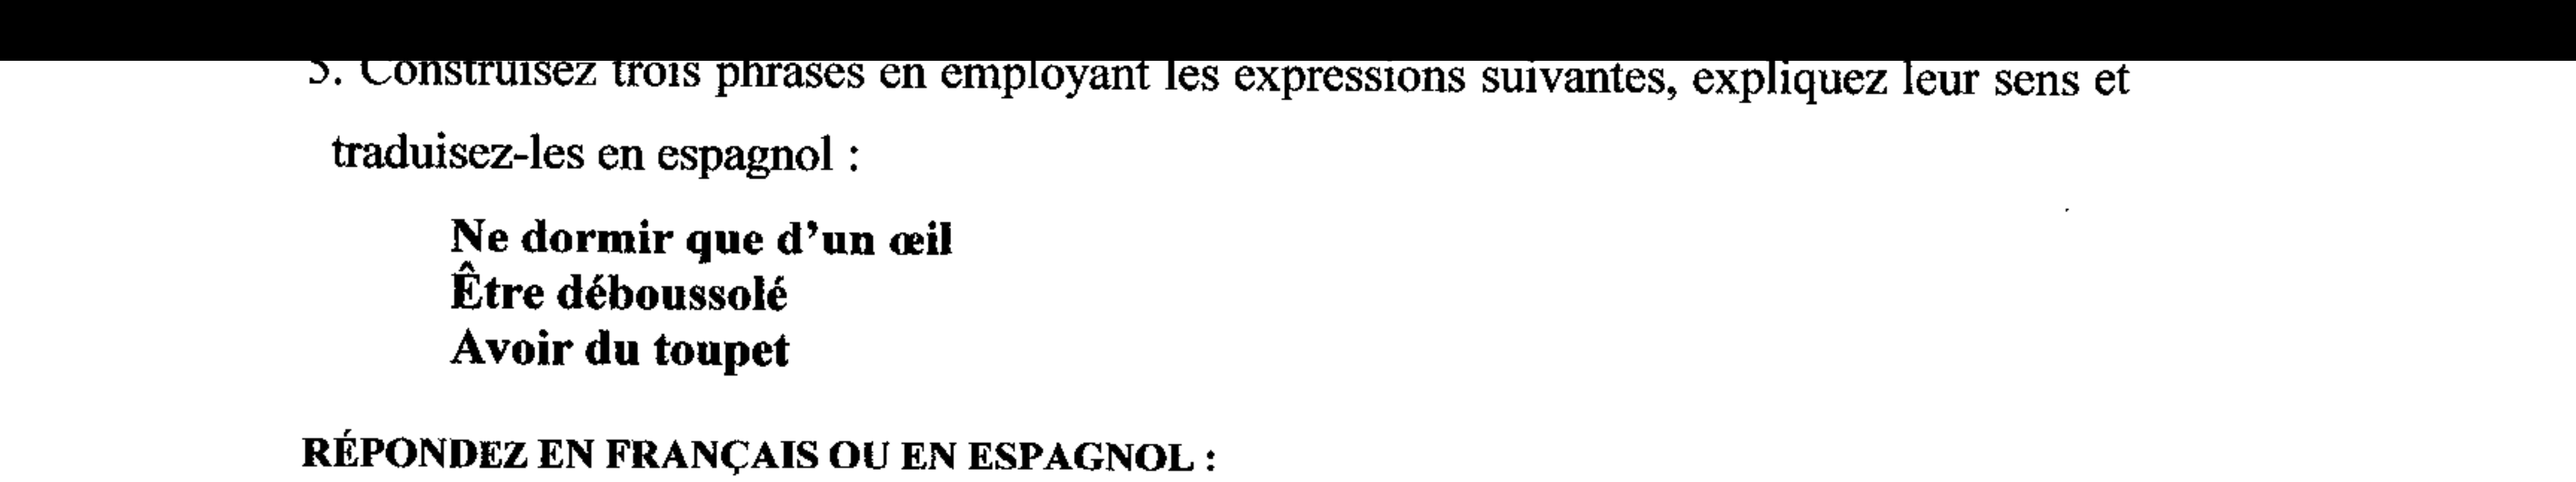 5. Construisez trois phrases en employant les expressions suivantes, expliquez leur sens et
traduisez-les en espagnol :
Ne dormir que d'un œil
Être déboussolé
Avoir du toupet
RÉPONDEZ EN FRANÇAIS OU EN ESPAGNOL :